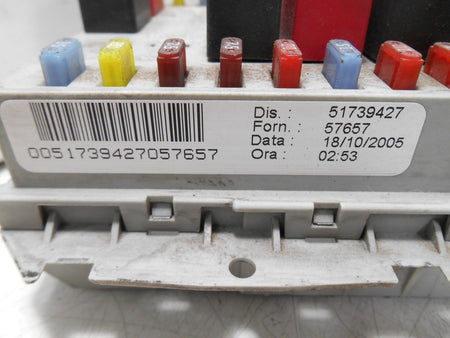 Dis. : 51739427
Forn. : 57657
Data : 18/10/2005
Ora : 02:53
0051739427057657